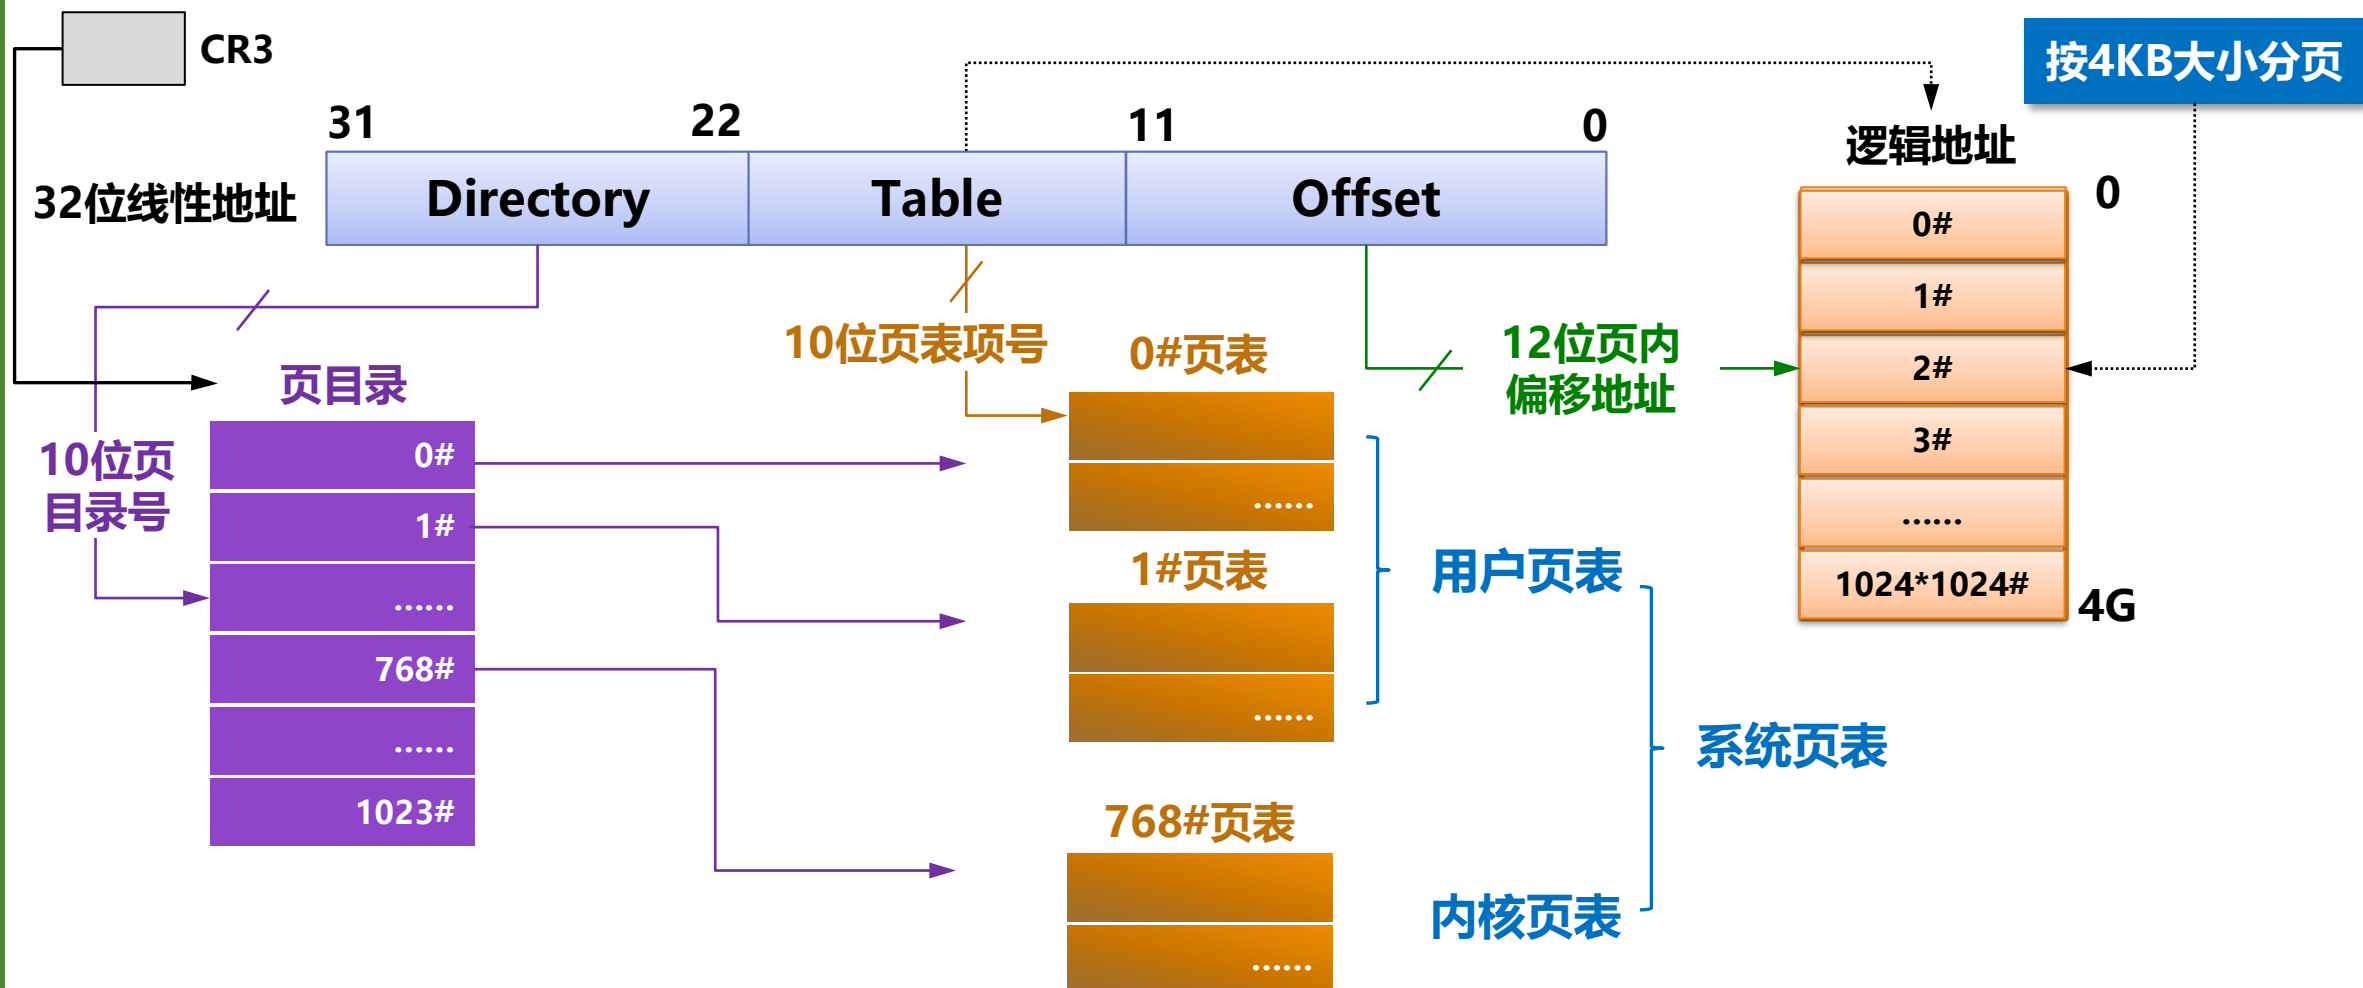 CR3
按4KB大小分页
31
22
11
0
逻辑地址
32位线性地址
Directory
Table
Offset
0
0#
1#
2#
3#
......
1024*1024#
4G
10位页表项号
12位页内
偏移地址
页目录
10位页
目录号
0#
1#
......
768#
......
1023#
0#页表
......
1#页表
......
768#页表
......
用户页表
系统页表
内核页表